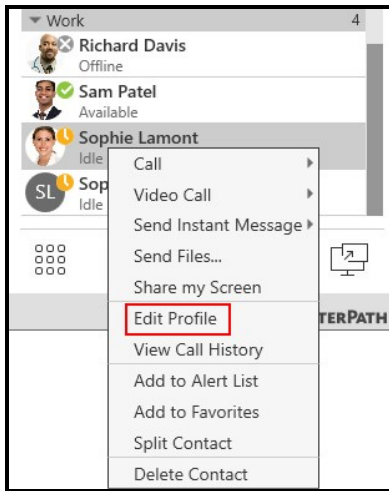 Work 4
Richard Davis
Offline
Sam Patel
Available
Sophie Lamont
Idle
SL Sop
Idle
Call
Video Call
Send Instant Message
Send Files...
Share my Screen
Edit Profile
TERPATH
View Call History
Add to Alert List
Add to Favorites
Split Contact
Delete Contact